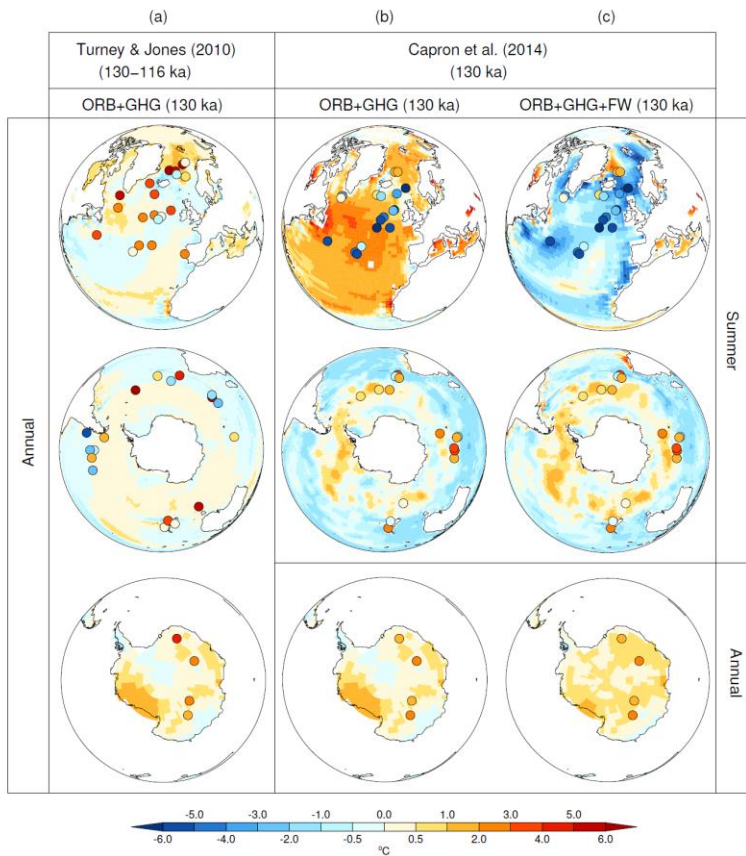 (a) (b) (c)
Turney & Jones (2010) Capron et al. (2014)
(130−116 ka) (130 ka)
ORB+GHG (130 ka) ORB+GHG (130 ka) ORB+GHG+FW (130 ka)
Annual
Summer
Annual
-5.0 -3.0 -1.0 0.0 1.0 3.0 5.0
-6.0 -4.0 -2.0 -0.5 0.5 2.0 4.0 6.0
°C